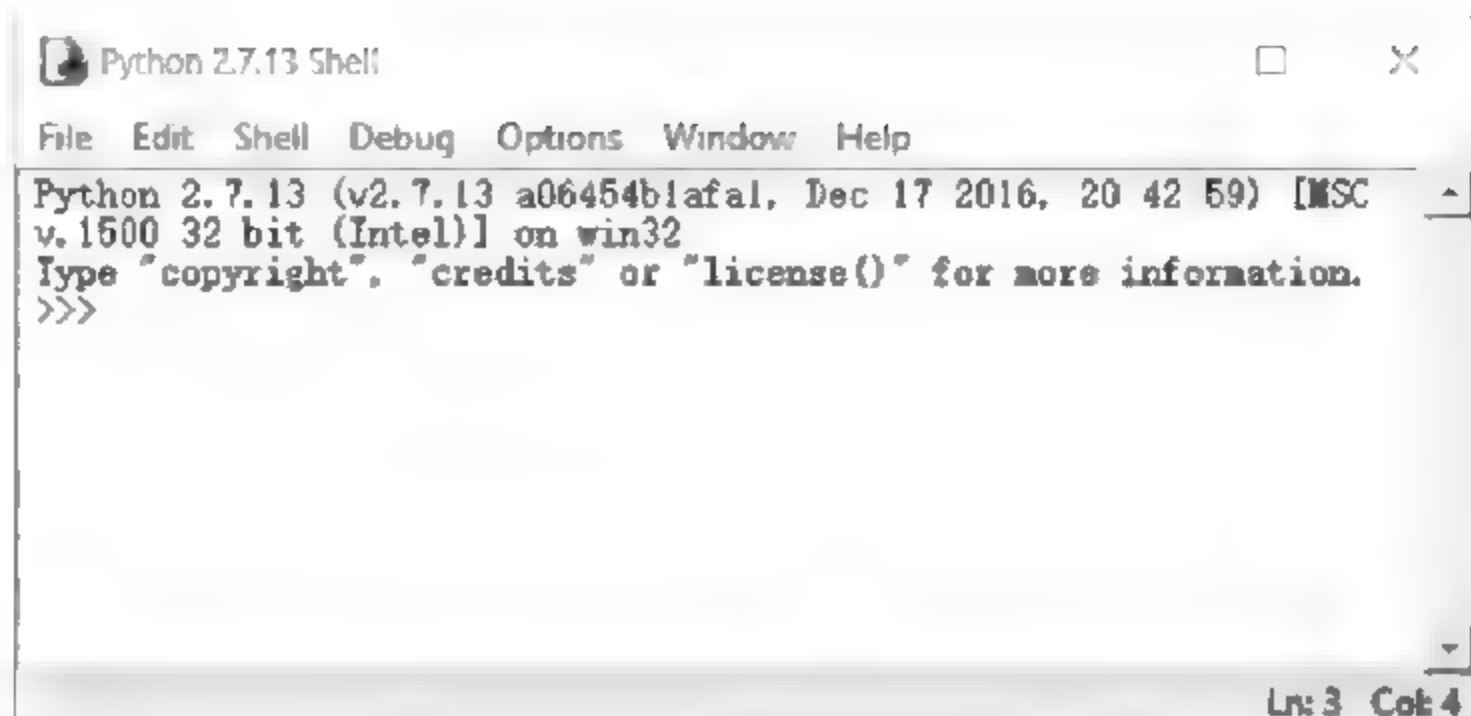 Python 2.7.13 Shell
File Edit Shell Debug Options Window Help
Python 2.7.13 (v2.7.13 a06454b1afa1, Dec 17 2016, 20 42 59) [MSC
v.1500 32 bit (Intel)] on win32
Type "copyright", "credits" or "license()" for more information.
>>>
Ln: 3 Col: 4